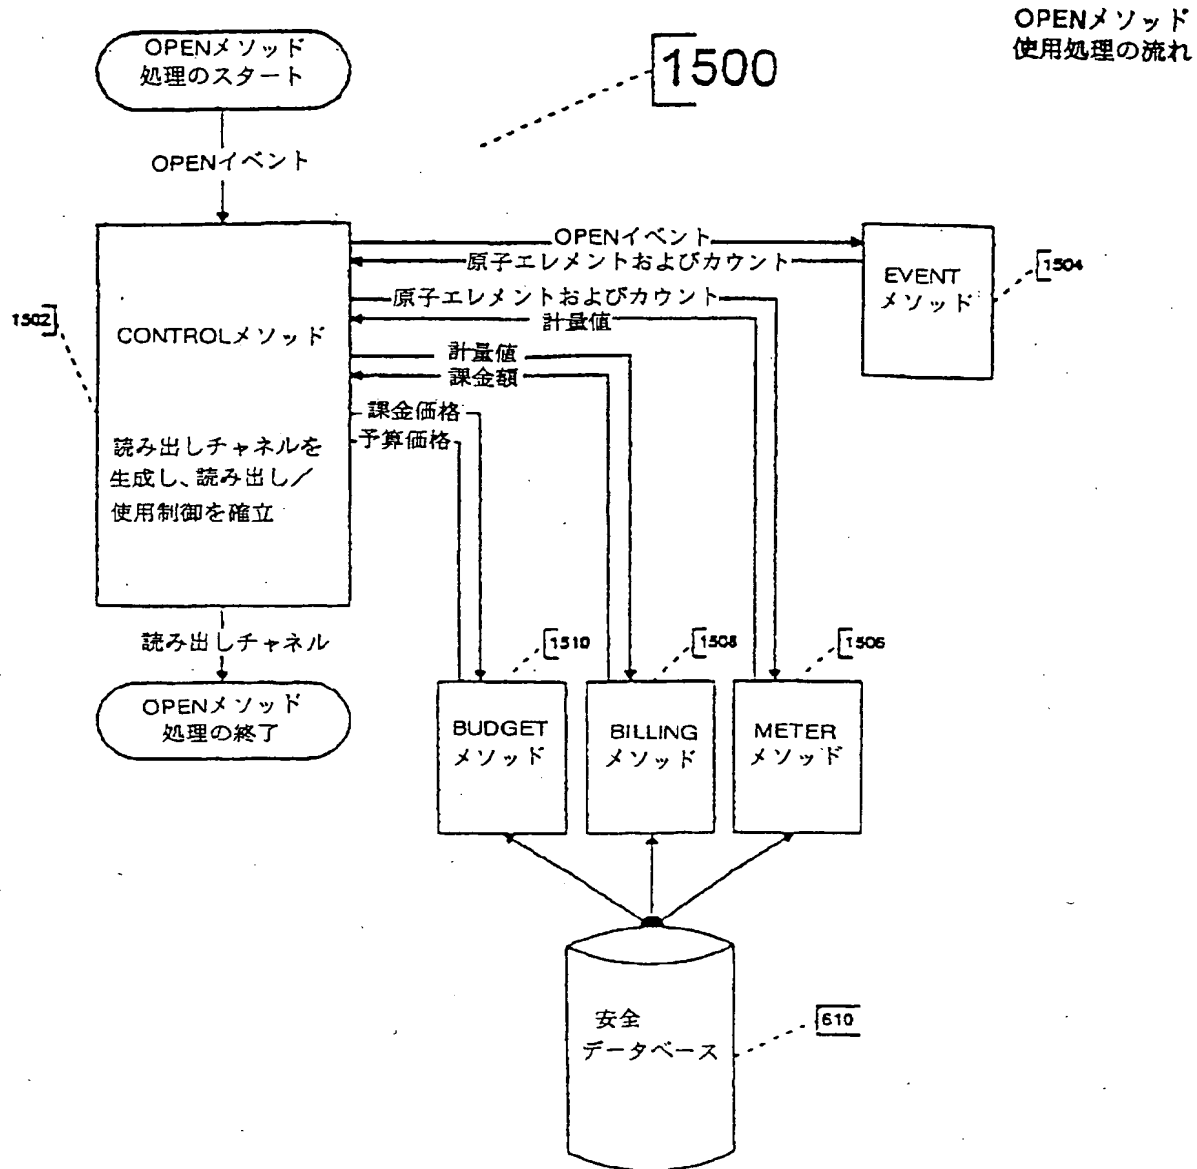 OPENメソッド
使用処理の流れ
OPENメソッド
処理のスタート
1500
OPENイベント
OPENイベント
原子エレメントおよびカウント
EVENT
メソッド
1504
原子エレメントおよびカウント
計量値
1502
CONTROLメソッド
計量値
課金額
課金価格
予算価格
読み出しチャネルを
生成し、読み出し／
使用制御を確立
読み出しチャネル
OPENメソッド
処理の終了
1510
1508
1506
BUDGET
メソッド
BILLING
メソッド
METER
メソッド
安全
データベース
610